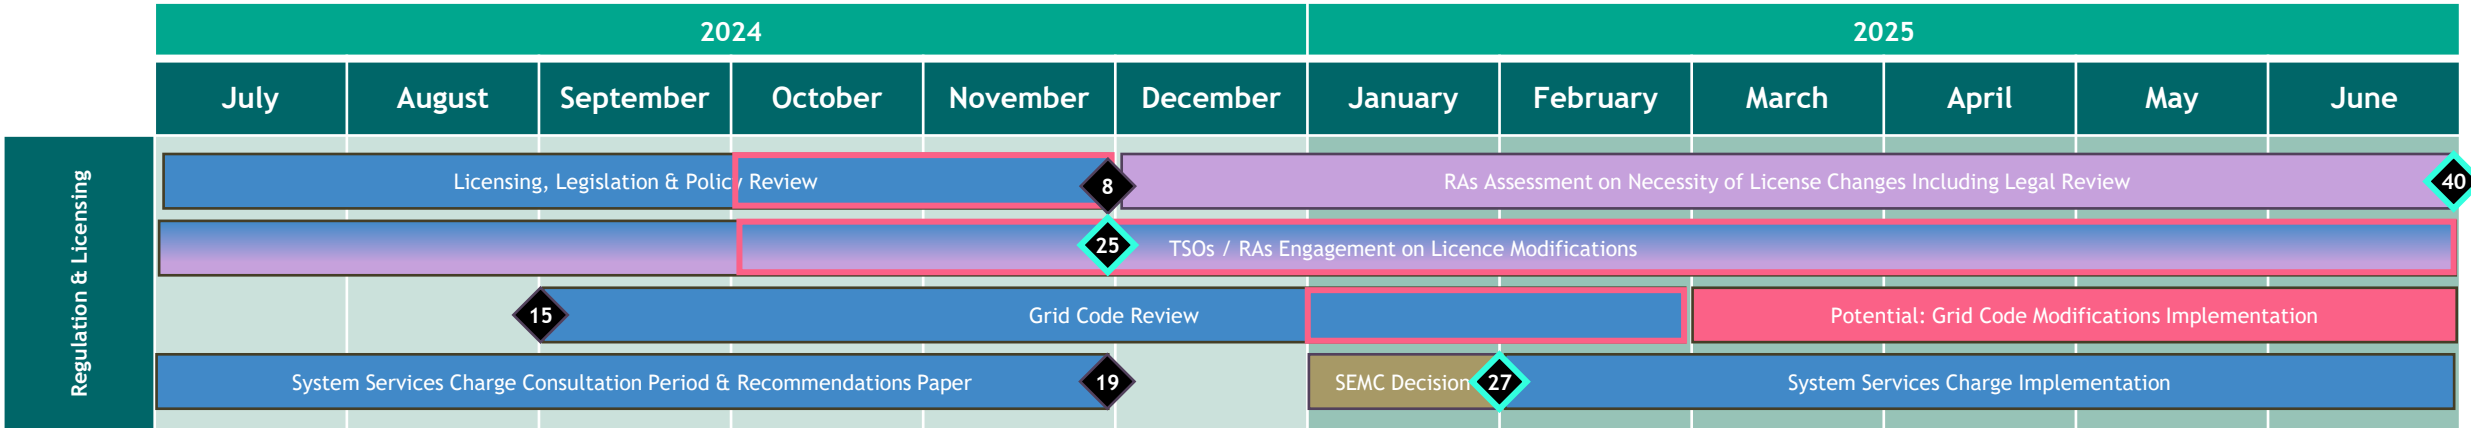 2024
2025
July
August
September
October
November
December
January
February
March
April
May
June
Regulation & Licensing
Licensing, Legislation & Policy Review
8
RAs Assessment on Necessity of License Changes Including Legal Review
40
25
TSOs / RAs Engagement on Licence Modifications
15
Grid Code Review
Potential: Grid Code Modifications Implementation
System Services Charge Consultation Period & Recommendations Paper
19
SEMC Decision
27
System Services Charge Implementation